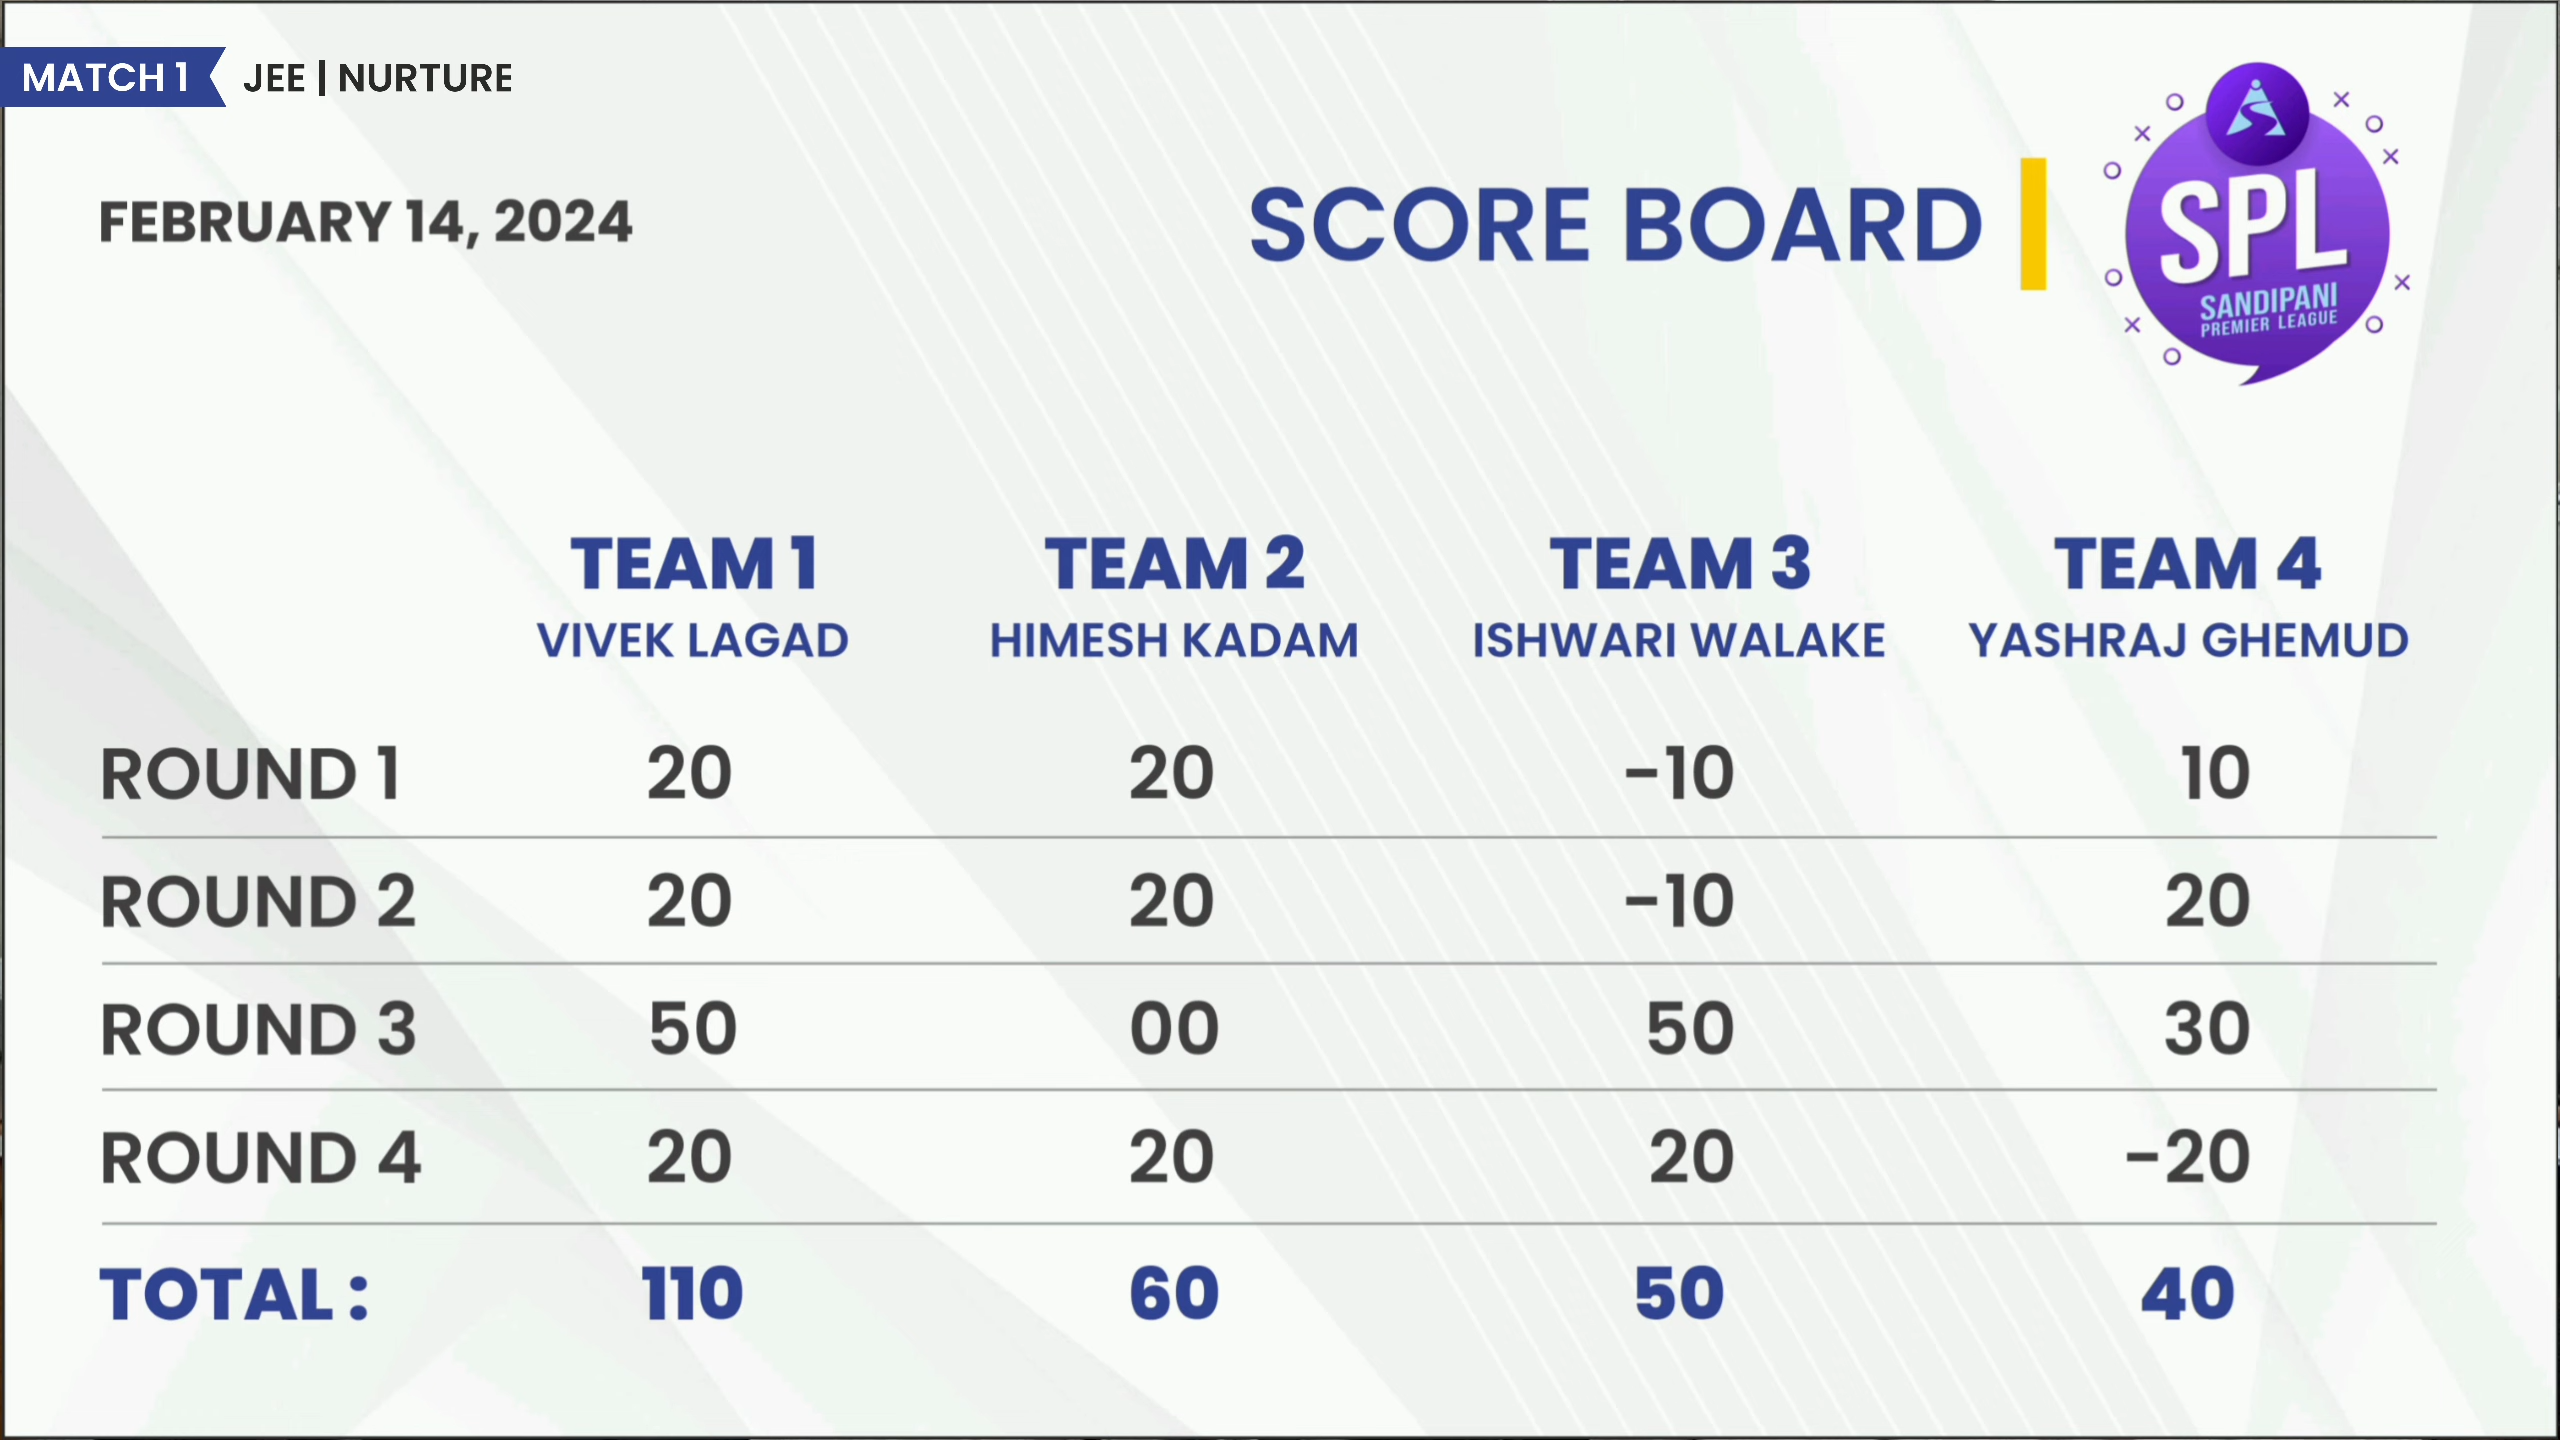 MATCH 1 JEE | NURTURE
FEBRUARY 14, 2024
SCORE BOARD
SPL
SANDIPANI
PREMIER LEAGUE
TEAM 1 TEAM 2 TEAM 3 TEAM 4
VIVEK LAGAD HIMESH KADAM ISHWARI WALAKE YASHRAJ GHEMUD
ROUND 1 20 20 -10 10
ROUND 2 20 20 -10 20
ROUND 3 50 00 50 30
ROUND 4 20 20 20 -20
TOTAL : 110 60 50 40